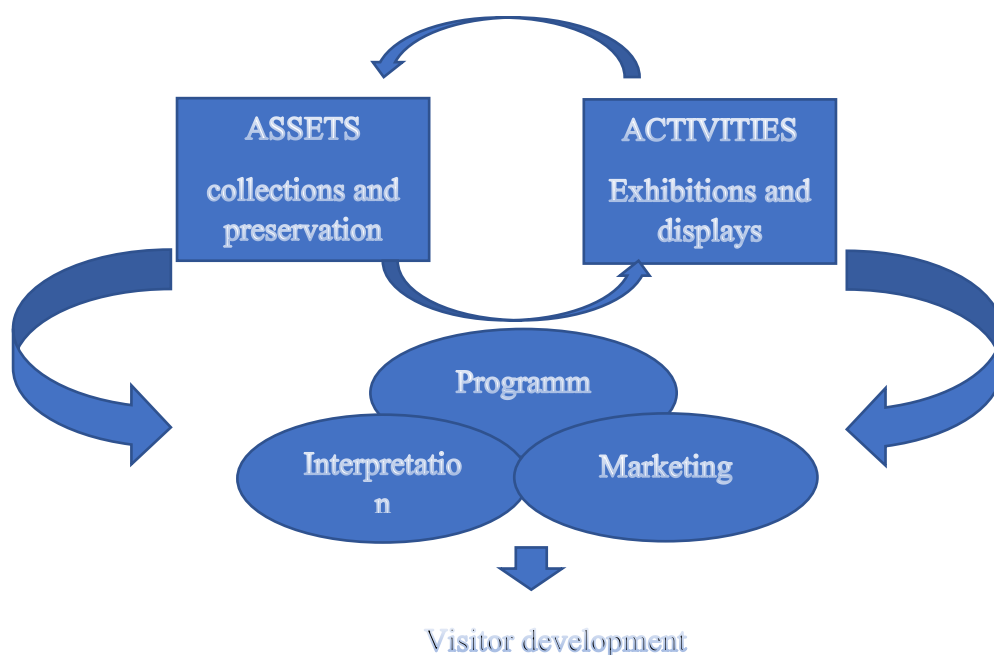 ASSETS
collections and
preservation
ACTIVITIES
Exhibitions and
displays
Programm
Interpretatio
n
Marketing
Visitor development